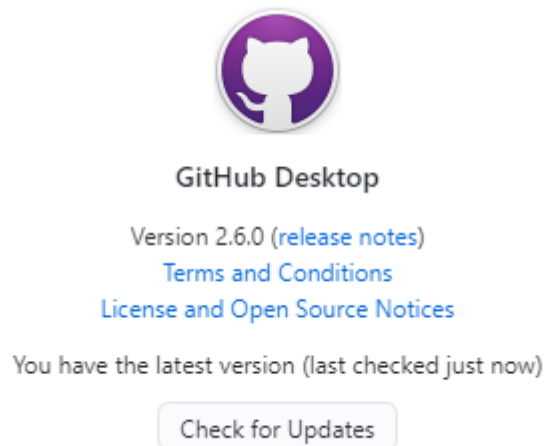 GitHub Desktop
Version 2.6.0 (release notes)
Terms and Conditions
License and Open Source Notices
You have the latest version (last checked just now)
Check for Updates